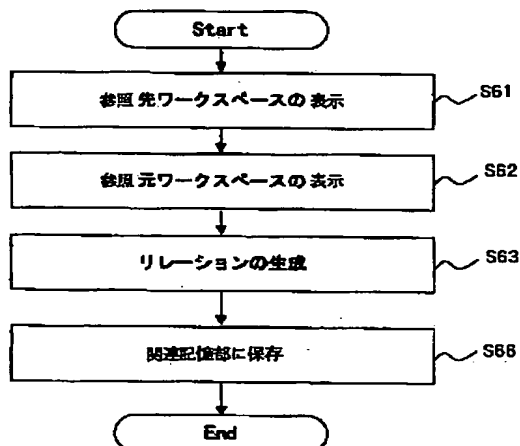 Start
参照先ワークスペースの表示
S61
参照元ワークスペースの表示
S62
リレーションの生成
S63
関連記憶部に保存
S66
End